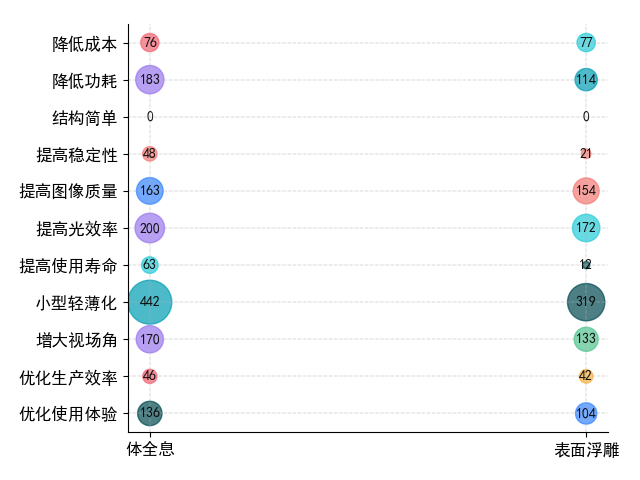 降低成本 76 77
降低功耗 183 114
结构简单 0 0
提高稳定性 48 21
提高图像质量 163 154
提高光效率 200 172
提高使用寿命 63 12
小型轻薄化 442 319
增大视场角 170 133
优化生产效率 46 42
优化使用体验 136 104
体全息 表面浮雕